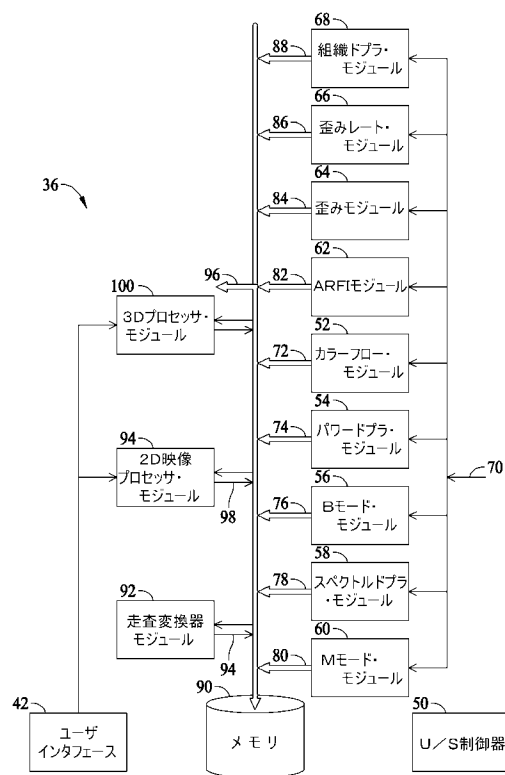 68
88
組織ドプラ・
モジュール
66
86
歪みレート・
モジュール
36
64
84
歪みモジュール
62
96
82
ARFIモジュール
100
3Dプロセッサ・
モジュール
52
72
カラーフロー・
モジュール
54
74
パワードプラ・
モジュール
94
2D映像
プロセッサ・
モジュール
98
70
56
76
Bモード・
モジュール
58
78
スペクトルドプラ
・モジュール
92
走査変換器
モジュール
94
60
80
Mモード・
モジュール
42
ユーザ
インタフェース
90
メモリ
50
U/S制御器